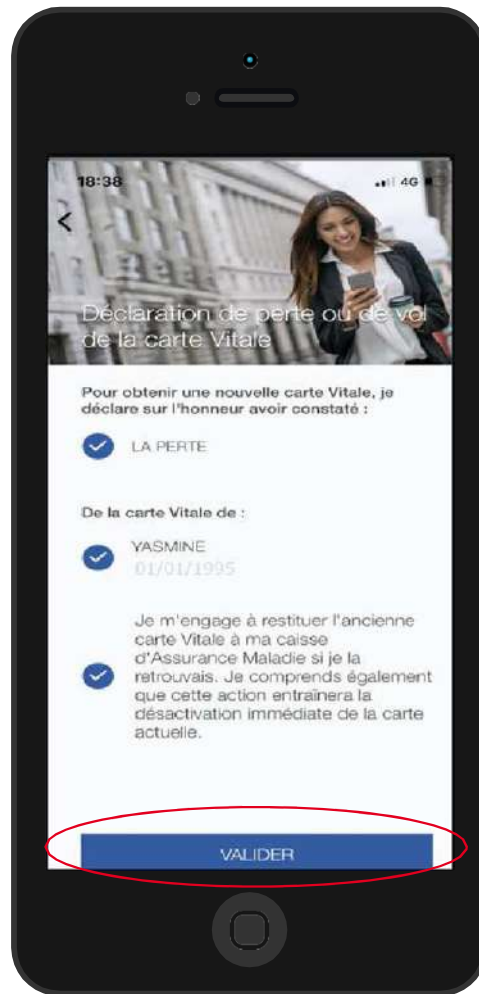 18:38
4G
Déclaration de perte ou de vol
de la carte Vitale
Pour obtenir une nouvelle carte Vitale, je
déclare sur l'honneur avoir constaté :
LA PERTE
De la carte Vitale de :
YASMINE
01/01/1995
Je m'engage à restituer l'ancienne
carte Vitale à ma caisse
d'Assurance Maladie si je la
retrouvais. Je comprends également
que cette action entraînera la
désactivation immédiate de la carte
actuelle.
VALIDER